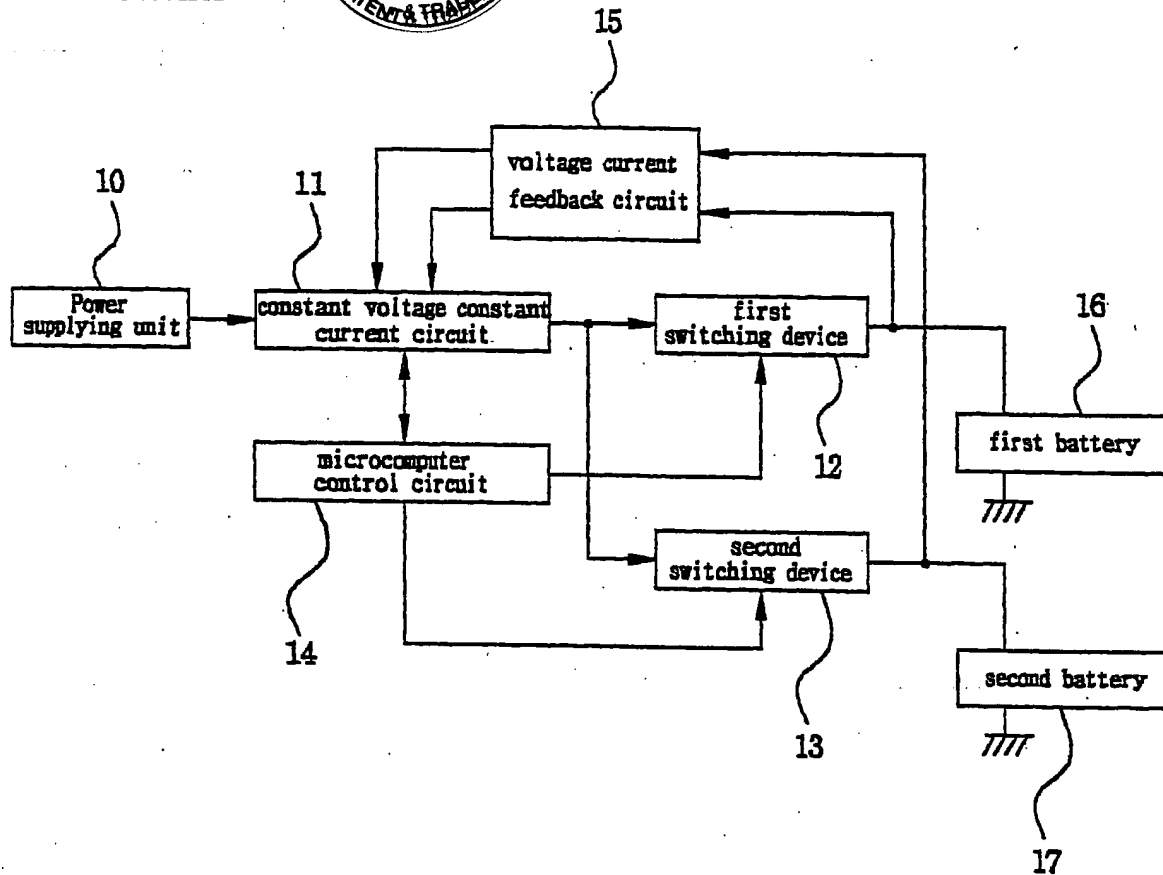 15
voltage current
feedback circuit
10
11
Power
supplying unit
constant voltage constant
current circuit
first
switching device
16
first battery
12
microcomputer
control circuit
second
switching device
14
second battery
13
17